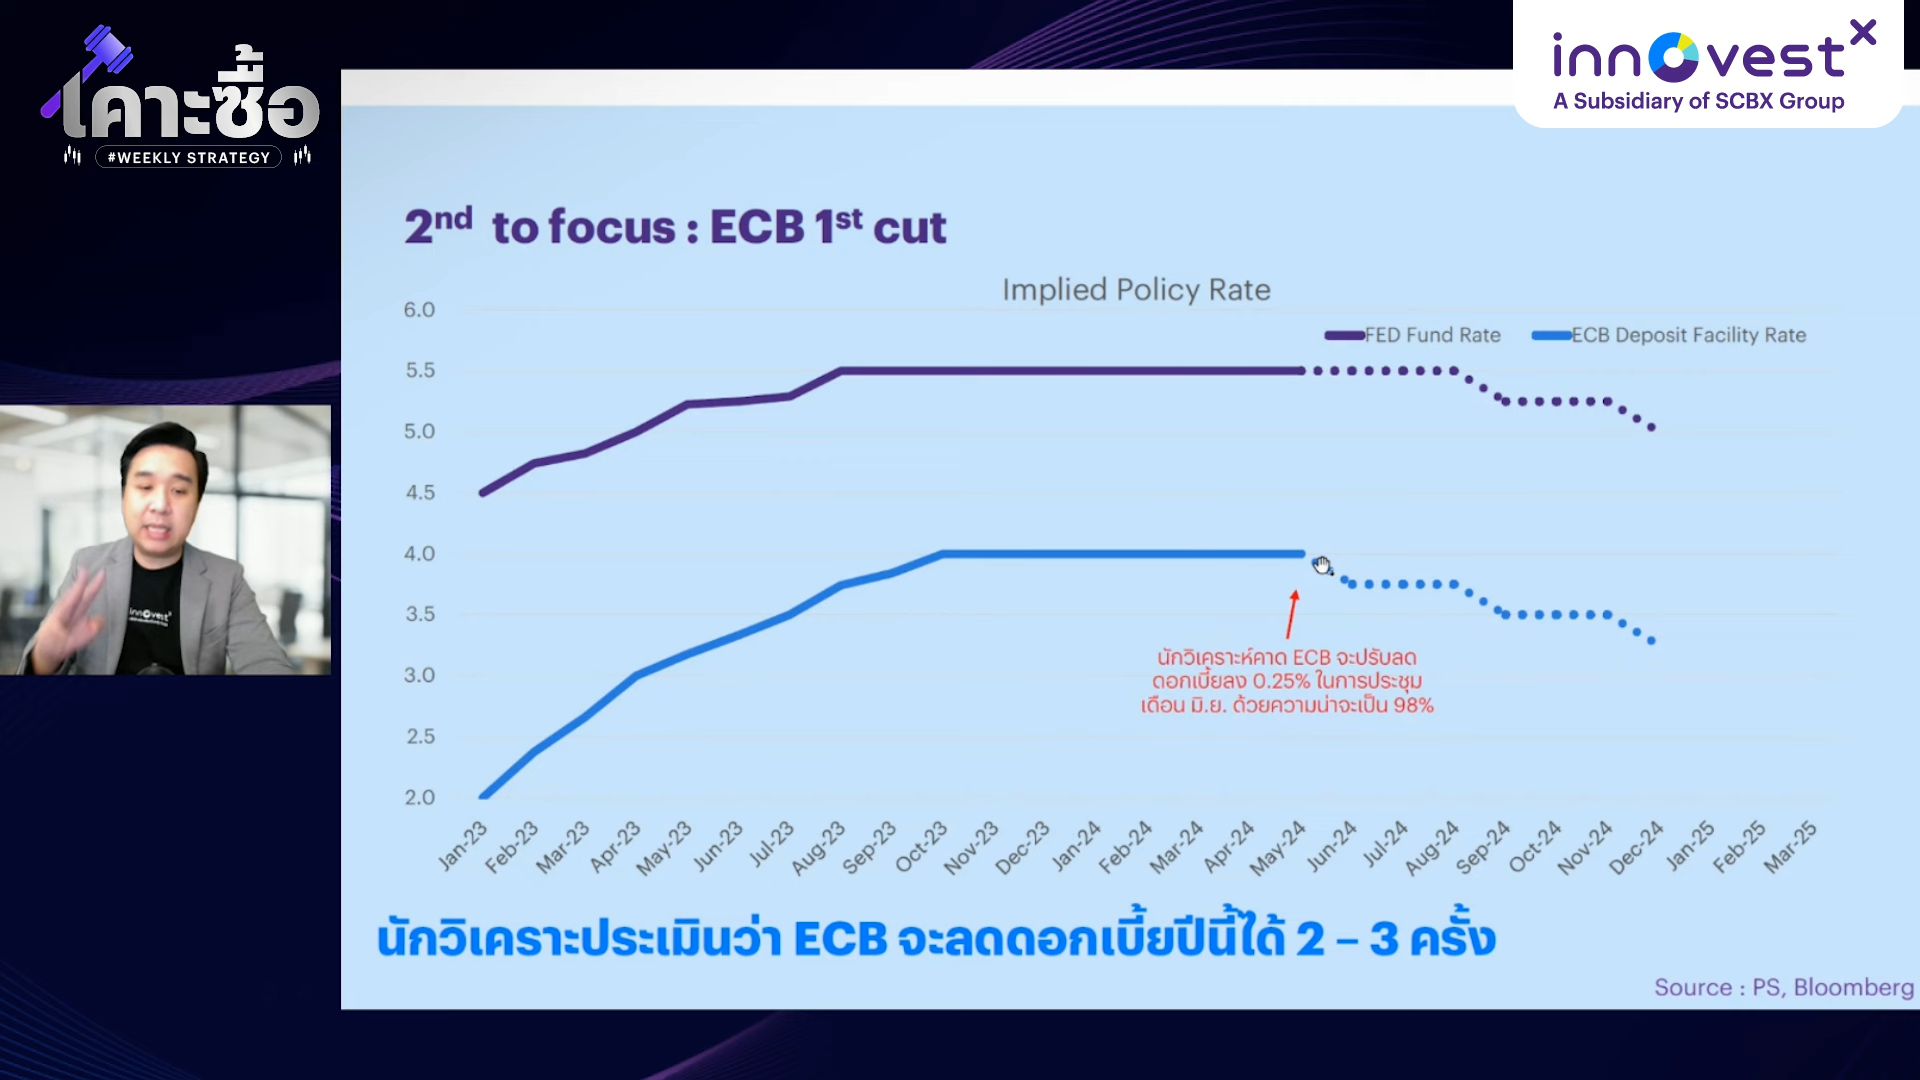 เคาะซื้อ
#WEEKLY STRATEGY
innovestx
A Subsidiary of SCBX Group
2nd to focus : ECB 1st cut
Implied Policy Rate
FED Fund Rate
ECB Deposit Facility Rate
6.0
5.5
5.0
4.5
4.0
3.5
3.0
2.5
2.0
นักวิเคราะห์คาด ECB จะปรับลด
ดอกเบี้ยลง 0.25% ในการประชุม
เดือน มิ.ย. ด้วยความน่าจะเป็น 98%
Jan-23
Feb-23
Mar-23
Apr-23
May-23
Jun-23
Jul-23
Aug-23
Sep-23
Oct-23
Nov-23
Dec-23
Jan-24
Feb-24
Mar-24
Apr-24
May-24
Jun-24
Jul-24
Aug-24
Sep-24
Oct-24
Nov-24
Dec-24
Jan-25
Feb-25
Mar-25
นักวิเคราะประเมินว่า ECB จะลดดอกเบี้ยปีนี้ได้ 2 – 3 ครั้ง
Source : PS, Bloomberg
innovestx